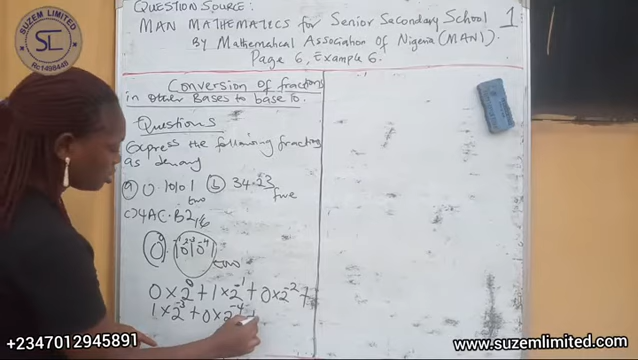 SUZEM LIMITED
SL
Rc1498448
QUESTION SOURCE:
MAN MATHEMATICS for Senior Secondary School 1
By Mathematical Association of Nigeria (MAN).
Page 6, Example 6.
Conversion of fractions
in other Bases to base 10.
Questions
Express the following fractions
as denary
two
(b) 34.23 five
c) 4AC.B2 16
two
0 × 2⁰ + 1 × 2⁻¹ + 0 × 2⁻² +
1 × 2⁻³ + 0 × 2⁻⁴
+2347012945891
www.suzemlimited.com